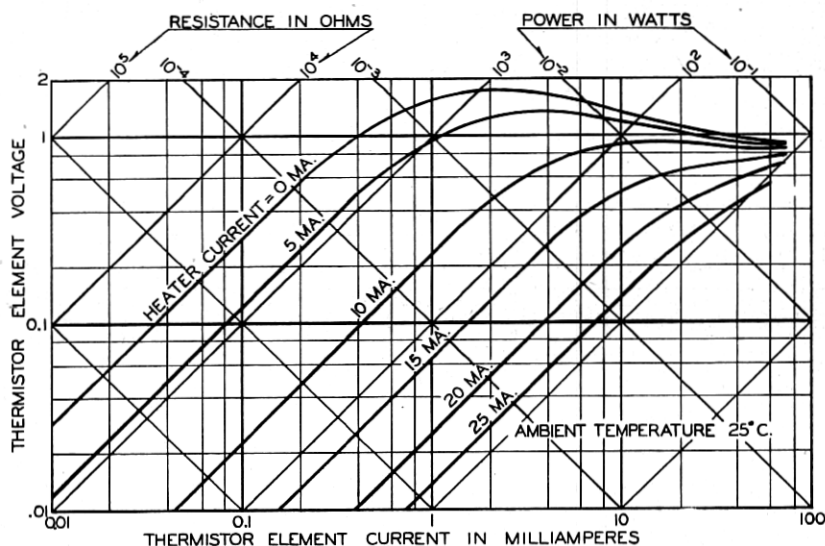 RESISTANCE IN OHMS POWER IN WATTS
10⁵ 10⁻⁴ 10⁴ 10⁻³ 10³ 10⁻² 10² 10⁻¹
2
1
0.1
.01
THERMISTOR ELEMENT VOLTAGE
HEATER CURRENT = 0 MA.
5 MA.
10 MA.
15 MA.
20 MA.
25 MA.
AMBIENT TEMPERATURE 25°C.
0.01 0.1 1 10 100
THERMISTOR ELEMENT CURRENT IN MILLIAMPERES